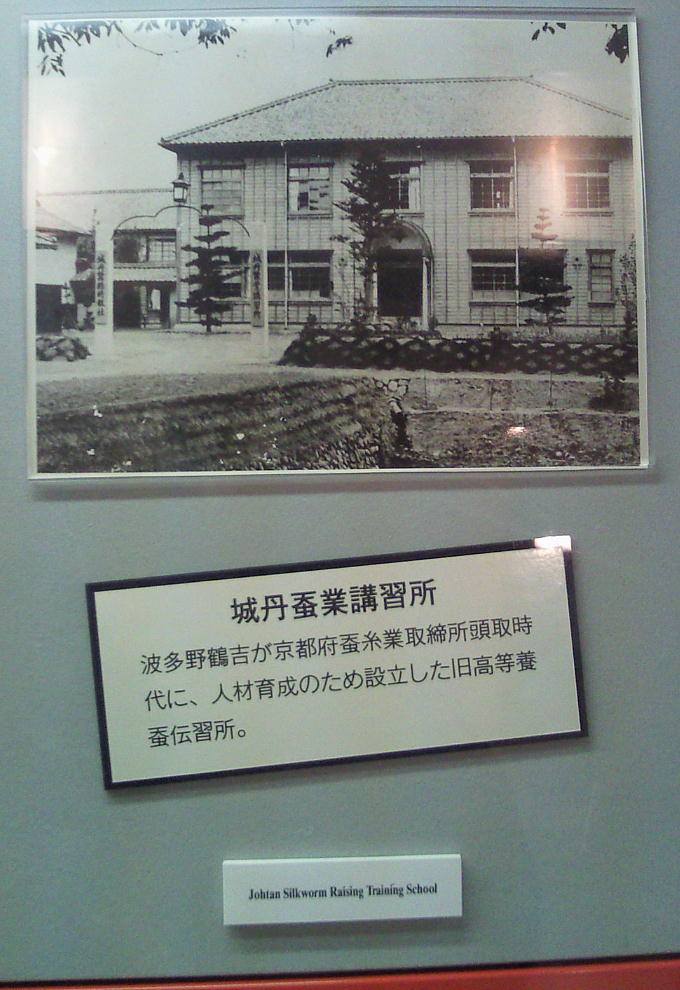 城丹蚕業講習所
波多野鶴吉が京都府蚕糸業取締所頭取時
代に、人材育成のため設立した旧高等養
蚕伝習所。
Johtan Silkworm Raising Training School